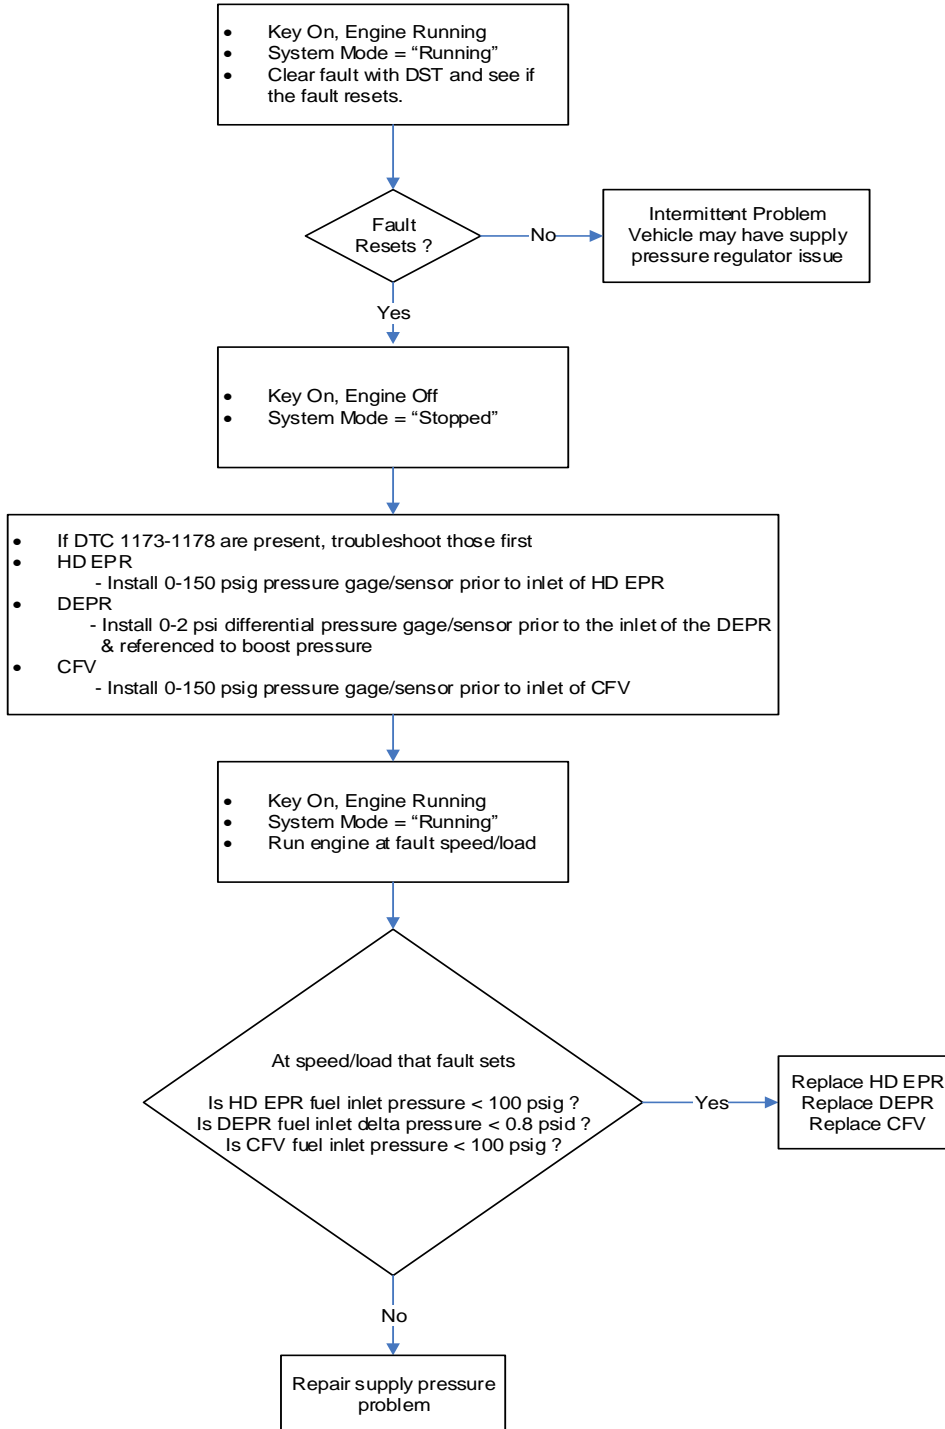 • Key On, Engine Running
• System Mode = “Running”
• Clear fault with DST and see if
the fault resets.
Fault
Resets ?
No
Intermittent Problem
Vehicle may have supply
pressure regulator issue
Yes
• Key On, Engine Off
• System Mode = “Stopped”
• If DTC 1173-1178 are present, troubleshoot those first
• HD EPR
- Install 0-150 psig pressure gage/sensor prior to inlet of HD EPR
• DEPR
- Install 0-2 psi differential pressure gage/sensor prior to the inlet of the DEPR
& referenced to boost pressure
• CFV
- Install 0-150 psig pressure gage/sensor prior to inlet of CFV
• Key On, Engine Running
• System Mode = “Running”
• Run engine at fault speed/load
At speed/load that fault sets
Is HD EPR fuel inlet pressure < 100 psig ?
Is DEPR fuel inlet delta pressure < 0.8 psid ?
Is CFV fuel inlet pressure < 100 psig ?
Yes
Replace HD EPR
Replace DEPR
Replace CFV
No
Repair supply pressure
problem